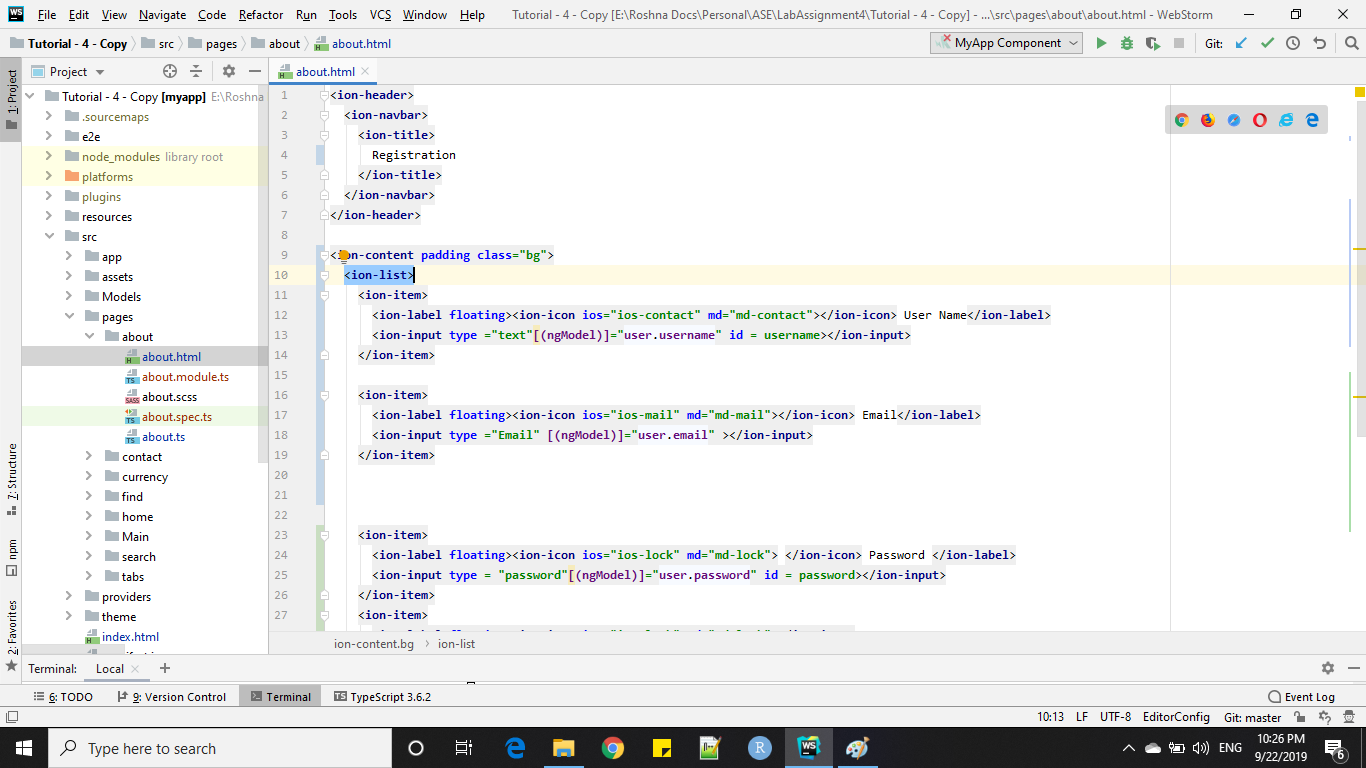 File Edit View Navigate Code Refactor Run Tools VCS Window Help Tutorial - 4 - Copy [E:\Roshna Docs\Personal\ASE\LabAssignment4\Tutorial - 4 - Copy] - ...\src\pages\about\about.html - WebStorm
Tutorial - 4 - Copy src pages about about.html MyApp Component Git:
1: Project
Project
about.html
Tutorial - 4 - Copy [myapp] E:\Roshna
.sourcemaps
e2e
node_modules library root
platforms
plugins
resources
src
app
assets
Models
pages
about
about.html
about.module.ts
about.scss
about.spec.ts
about.ts
contact
currency
find
home
Main
search
tabs
providers
theme
index.html
7: Structure
npm
2: Favorites
1 <ion-header>
2 <ion-navbar>
3 <ion-title>
4 Registration
5 </ion-title>
6 </ion-navbar>
7 </ion-header>
8
9 <ion-content padding class="bg">
10 <ion-list>
11 <ion-item>
12 <ion-label floating><ion-icon ios="ios-contact" md="md-contact"></ion-icon> User Name</ion-label>
13 <ion-input type ="text"[(ngModel)]="user.username" id = username></ion-input>
14 </ion-item>
15
16 <ion-item>
17 <ion-label floating><ion-icon ios="ios-mail" md="md-mail"></ion-icon> Email</ion-label>
18 <ion-input type ="Email" [(ngModel)]="user.email" ></ion-input>
19 </ion-item>
20
21
22
23 <ion-item>
24 <ion-label floating><ion-icon ios="ios-lock" md="md-lock"> </ion-icon> Password </ion-label>
25 <ion-input type = "password"[(ngModel)]="user.password" id = password></ion-input>
26 </ion-item>
27 <ion-item>
ion-content.bg ion-list
Terminal: Local
6: TODO 9: Version Control Terminal TypeScript 3.6.2 Event Log
10:13 LF UTF-8 EditorConfig Git: master
Type here to search
ENG 10:26 PM
9/22/2019
6